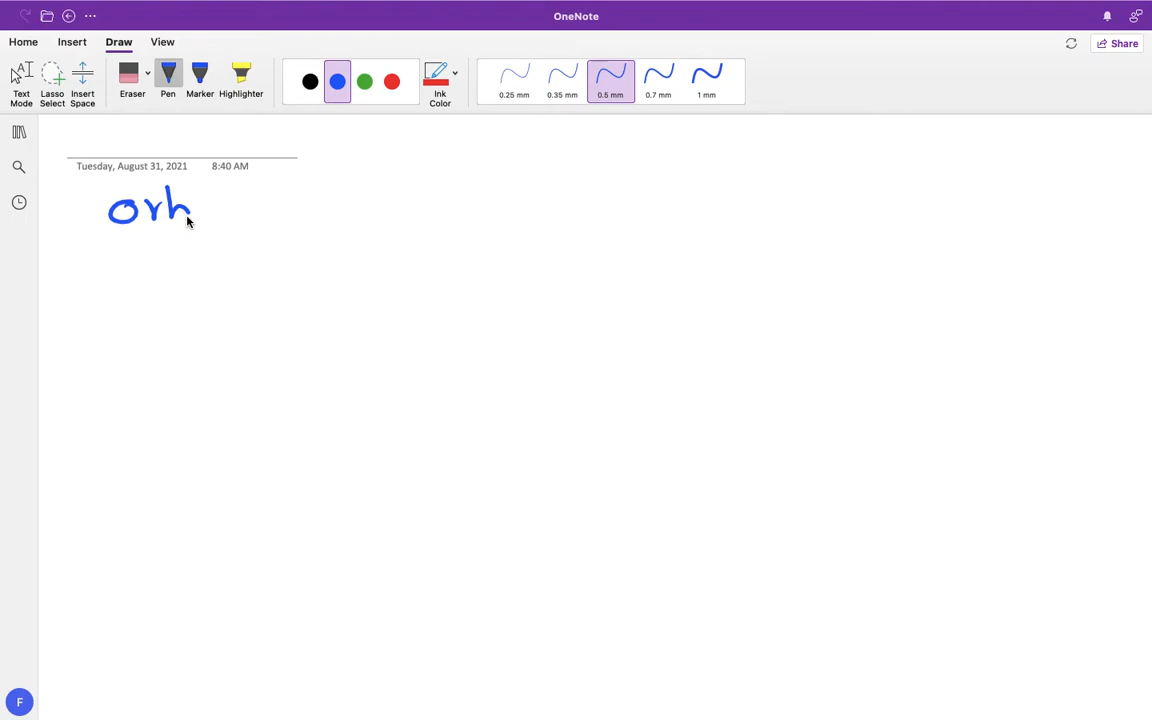 OneNote
Home Insert Draw View
Share
Text Mode
Lasso Select
Insert Space
Eraser
Pen
Marker
Highlighter
Ink Color
0.25 mm
0.35 mm
0.5 mm
0.7 mm
1 mm
Tuesday, August 31, 2021 8:40 AM
orh
F